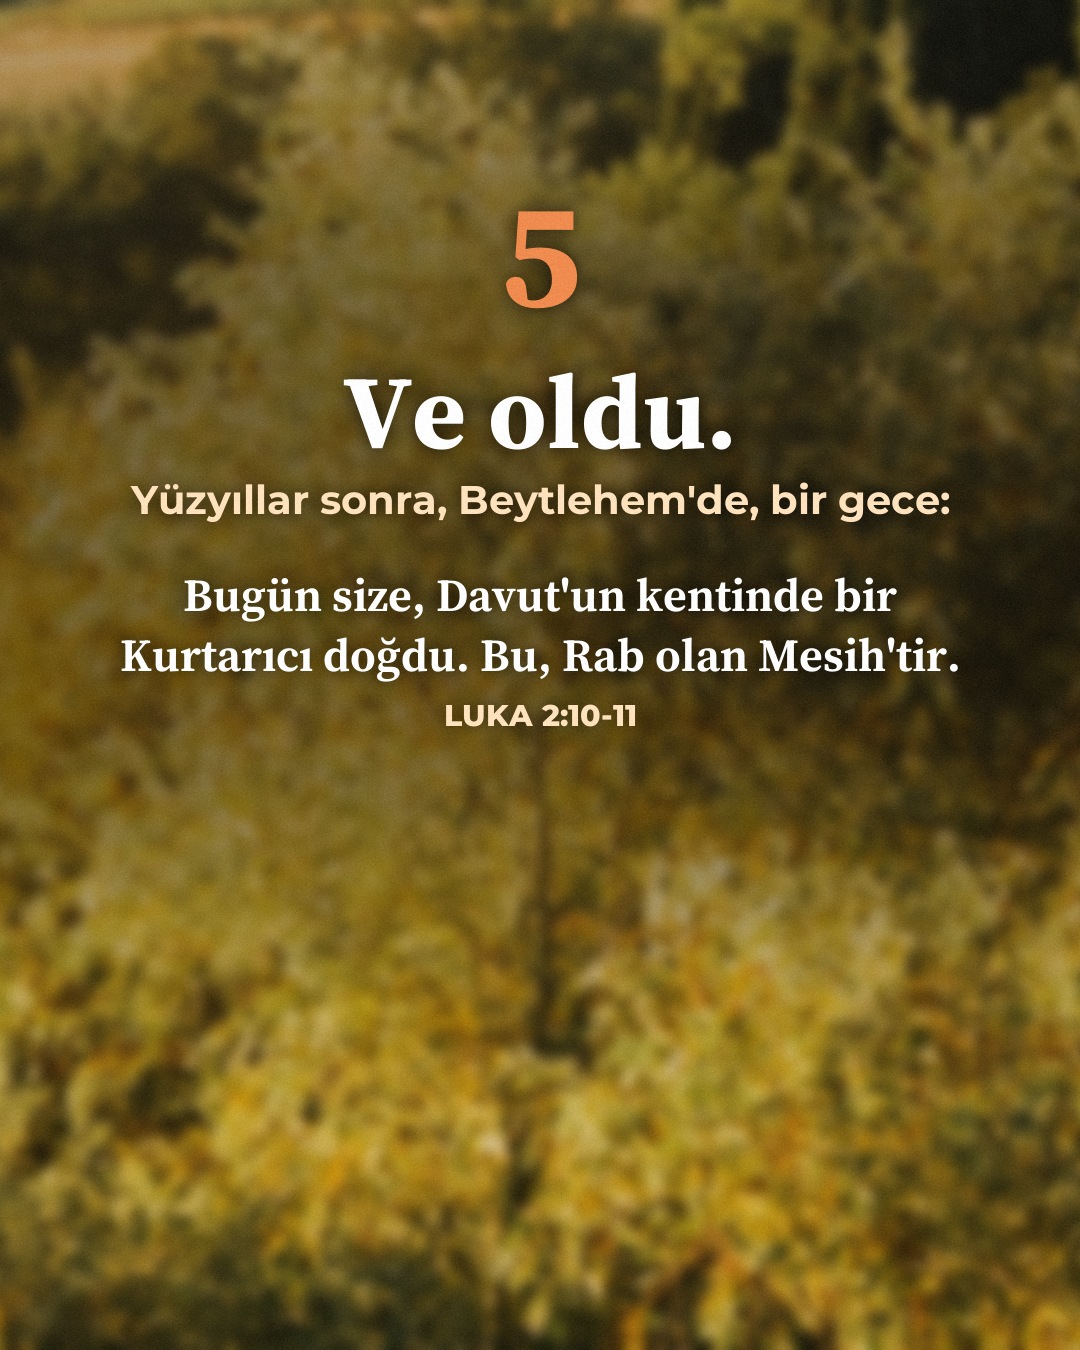 5
Ve oldu.
Yüzyıllar sonra, Beytlehem'de, bir gece:
Bugün size, Davut'un kentinde bir
Kurtarıcı doğdu. Bu, Rab olan Mesih'tir.
LUKA 2:10-11